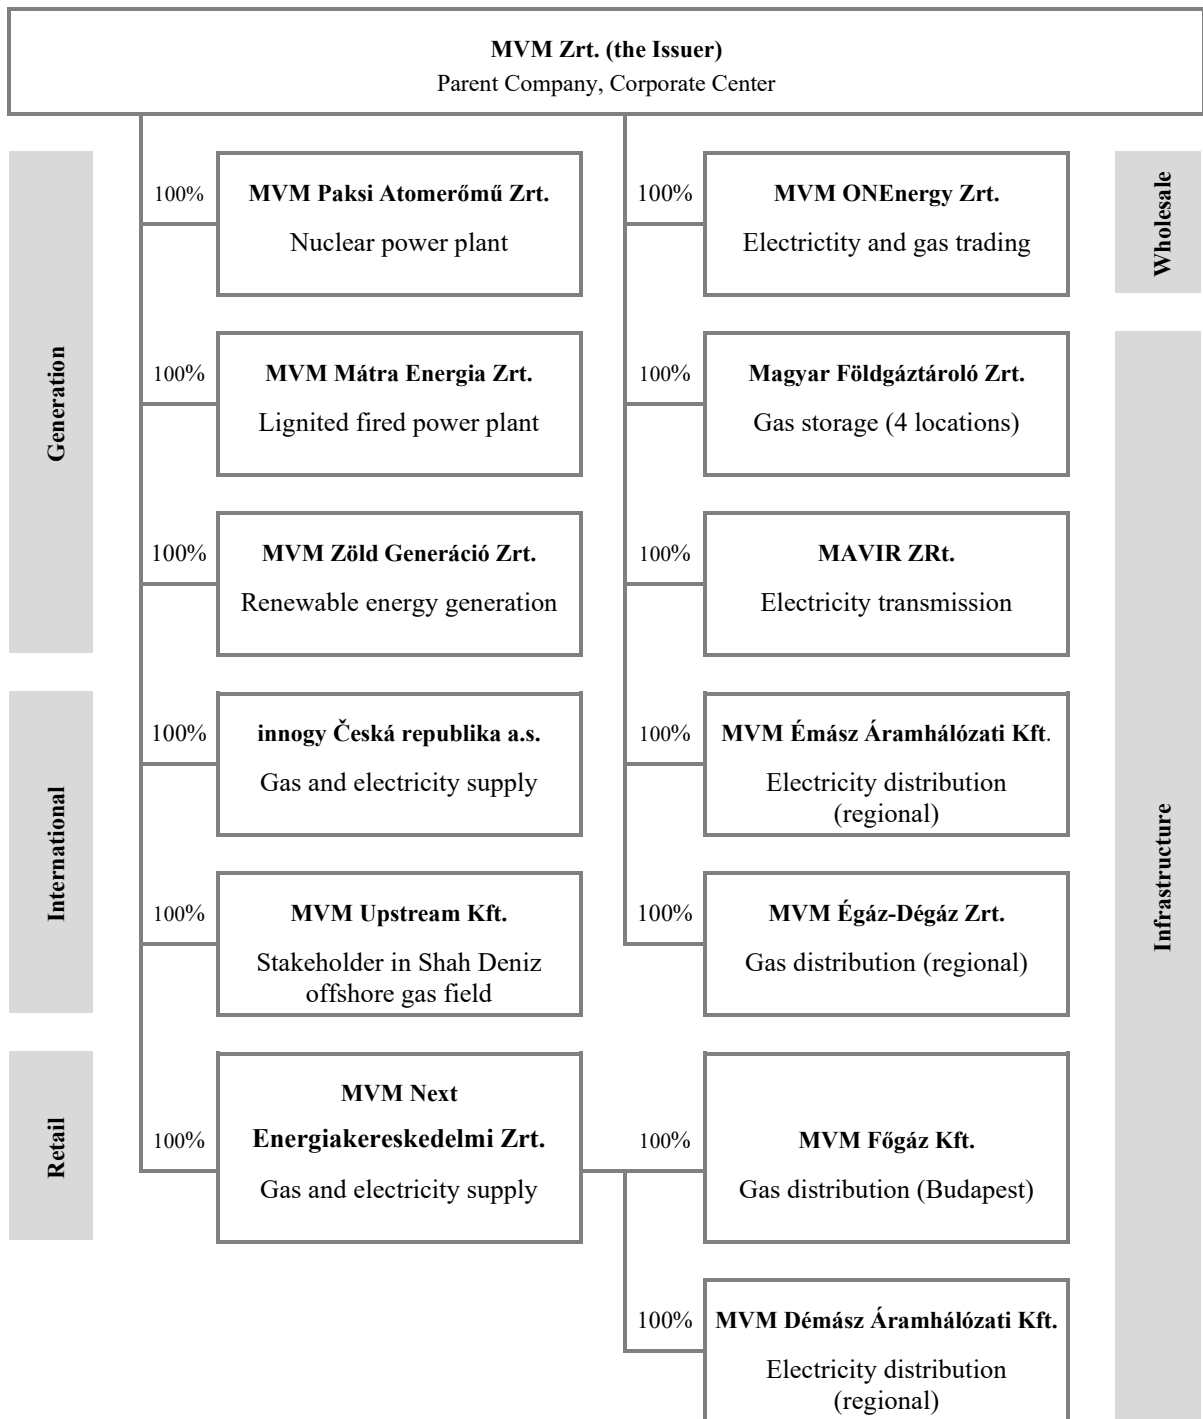 MVM Zrt. (the Issuer)
Parent Company, Corporate Center
Generation
100%
MVM Paksi Atomerőmű Zrt.
Nuclear power plant
100%
MVM ONEnergy Zrt.
Electrictity and gas trading
Wholesale
100%
MVM Mátra Energia Zrt.
Lignited fired power plant
100%
Magyar Földgáztároló Zrt.
Gas storage (4 locations)
Infrastructure
100%
MVM Zöld Generáció Zrt.
Renewable energy generation
100%
MAVIR ZRt.
Electricity transmission
International
100%
innogy Česká republika a.s.
Gas and electricity supply
100%
MVM Émász Áramhálózati Kft.
Electricity distribution
(regional)
100%
MVM Upstream Kft.
Stakeholder in Shah Deniz
offshore gas field
100%
MVM Égáz-Dégáz Zrt.
Gas distribution (regional)
Retail
100%
MVM Next
Energiakereskedelmi Zrt.
Gas and electricity supply
100%
MVM Főgáz Kft.
Gas distribution (Budapest)
100%
MVM Démász Áramhálózati Kft.
Electricity distribution
(regional)